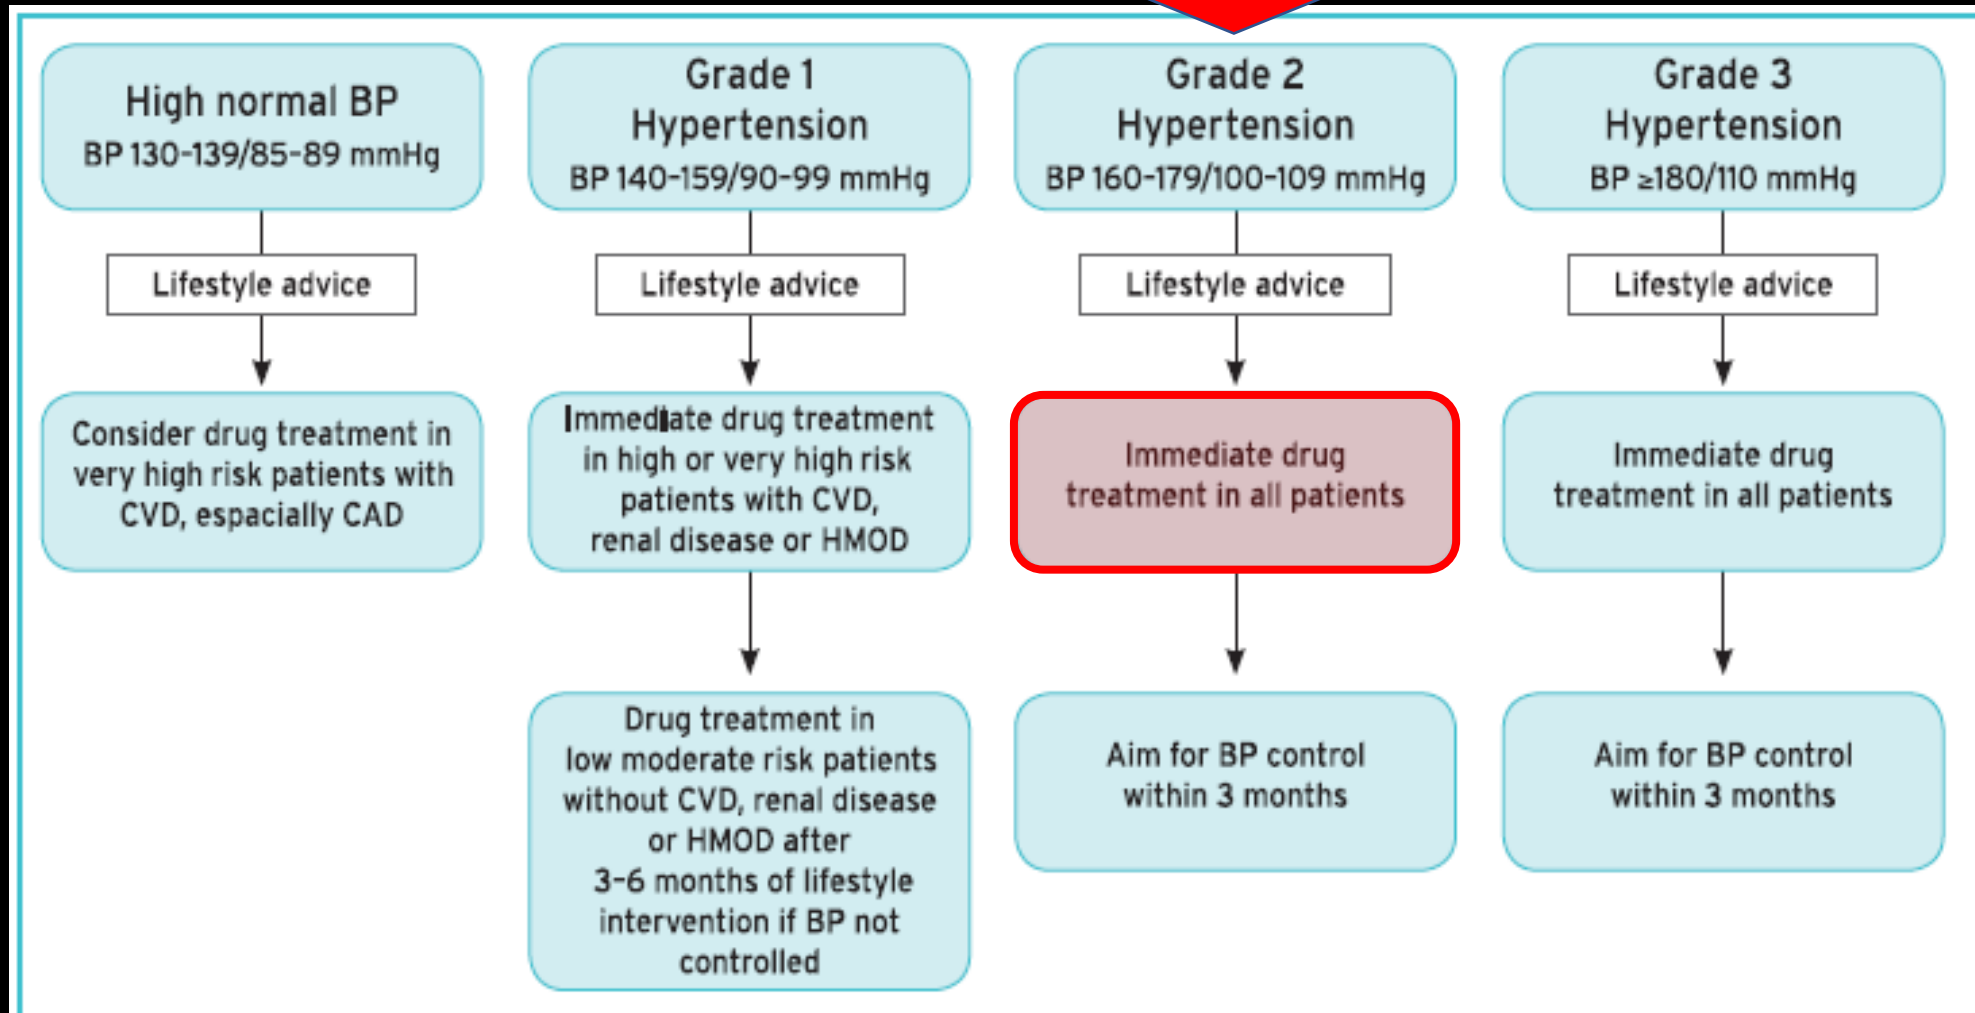 High normal BP
BP 130-139/85-89 mmHg
Lifestyle advice
Consider drug treatment in
very high risk patients with
CVD, espacially CAD
Grade 1
Hypertension
BP 140-159/90-99 mmHg
Lifestyle advice
Immediate drug treatment
in high or very high risk
patients with CVD,
renal disease or HMOD
Drug treatment in
low moderate risk patients
without CVD, renal disease
or HMOD after
3-6 months of lifestyle
intervention if BP not
controlled
Grade 2
Hypertension
BP 160-179/100-109 mmHg
Lifestyle advice
Immediate drug
treatment in all patients
Aim for BP control
within 3 months
Grade 3
Hypertension
BP ≥180/110 mmHg
Lifestyle advice
Immediate drug
treatment in all patients
Aim for BP control
within 3 months